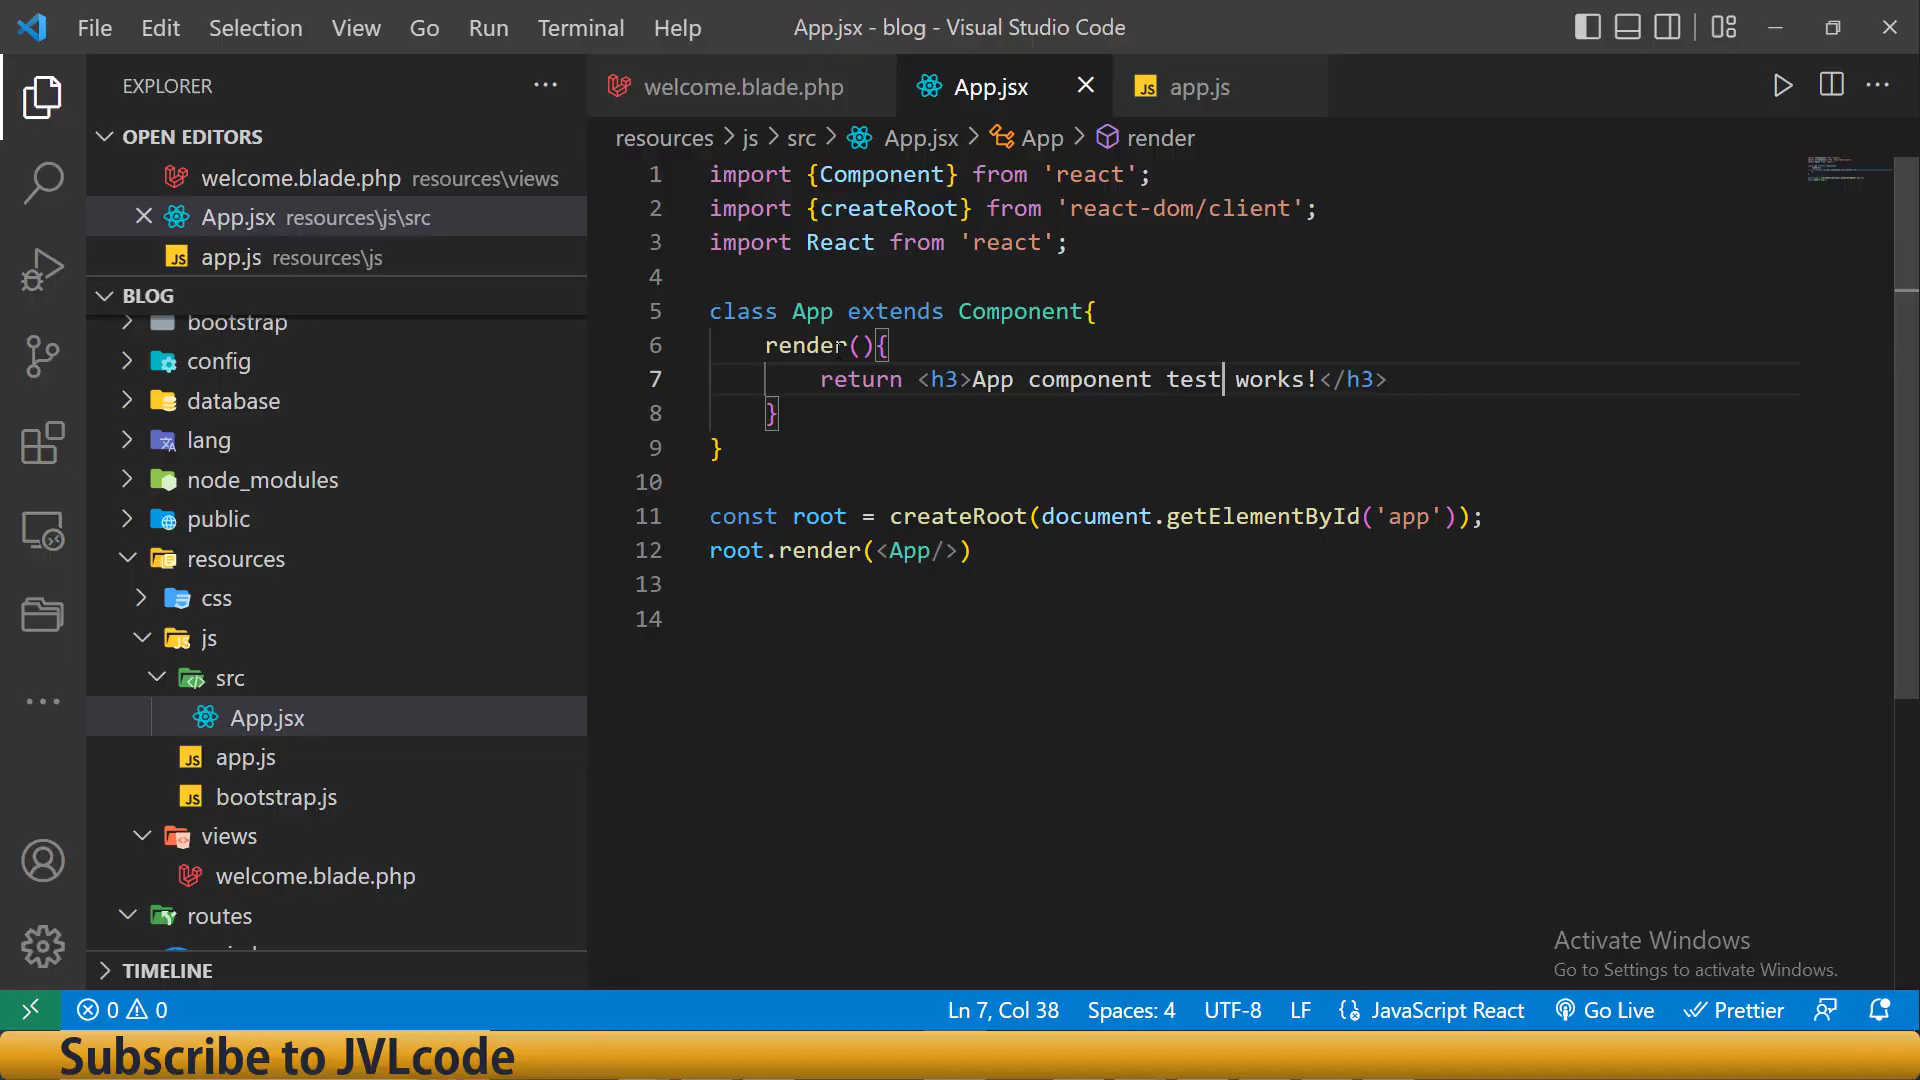 File Edit Selection View Go Run Terminal Help App.jsx - blog - Visual Studio Code
EXPLORER
OPEN EDITORS
welcome.blade.php resources\views
App.jsx resources\js\src
app.js resources\js
BLOG
bootstrap
config
database
lang
node_modules
public
resources
css
js
src
App.jsx
app.js
bootstrap.js
views
welcome.blade.php
routes
TIMELINE
welcome.blade.php App.jsx app.js
resources > js > src > App.jsx > App > render
1 import {Component} from 'react';
2 import {createRoot} from 'react-dom/client';
3 import React from 'react';
4
5 class App extends Component{
6 render(){
7 return <h3>App component test works!</h3>
8 }
9 }
10
11 const root = createRoot(document.getElementById('app'));
12 root.render(<App/>)
13
14
Activate Windows
Go to Settings to activate Windows.
0 0 Ln 7, Col 38 Spaces: 4 UTF-8 LF JavaScript React Go Live Prettier
Subscribe to JVLcode